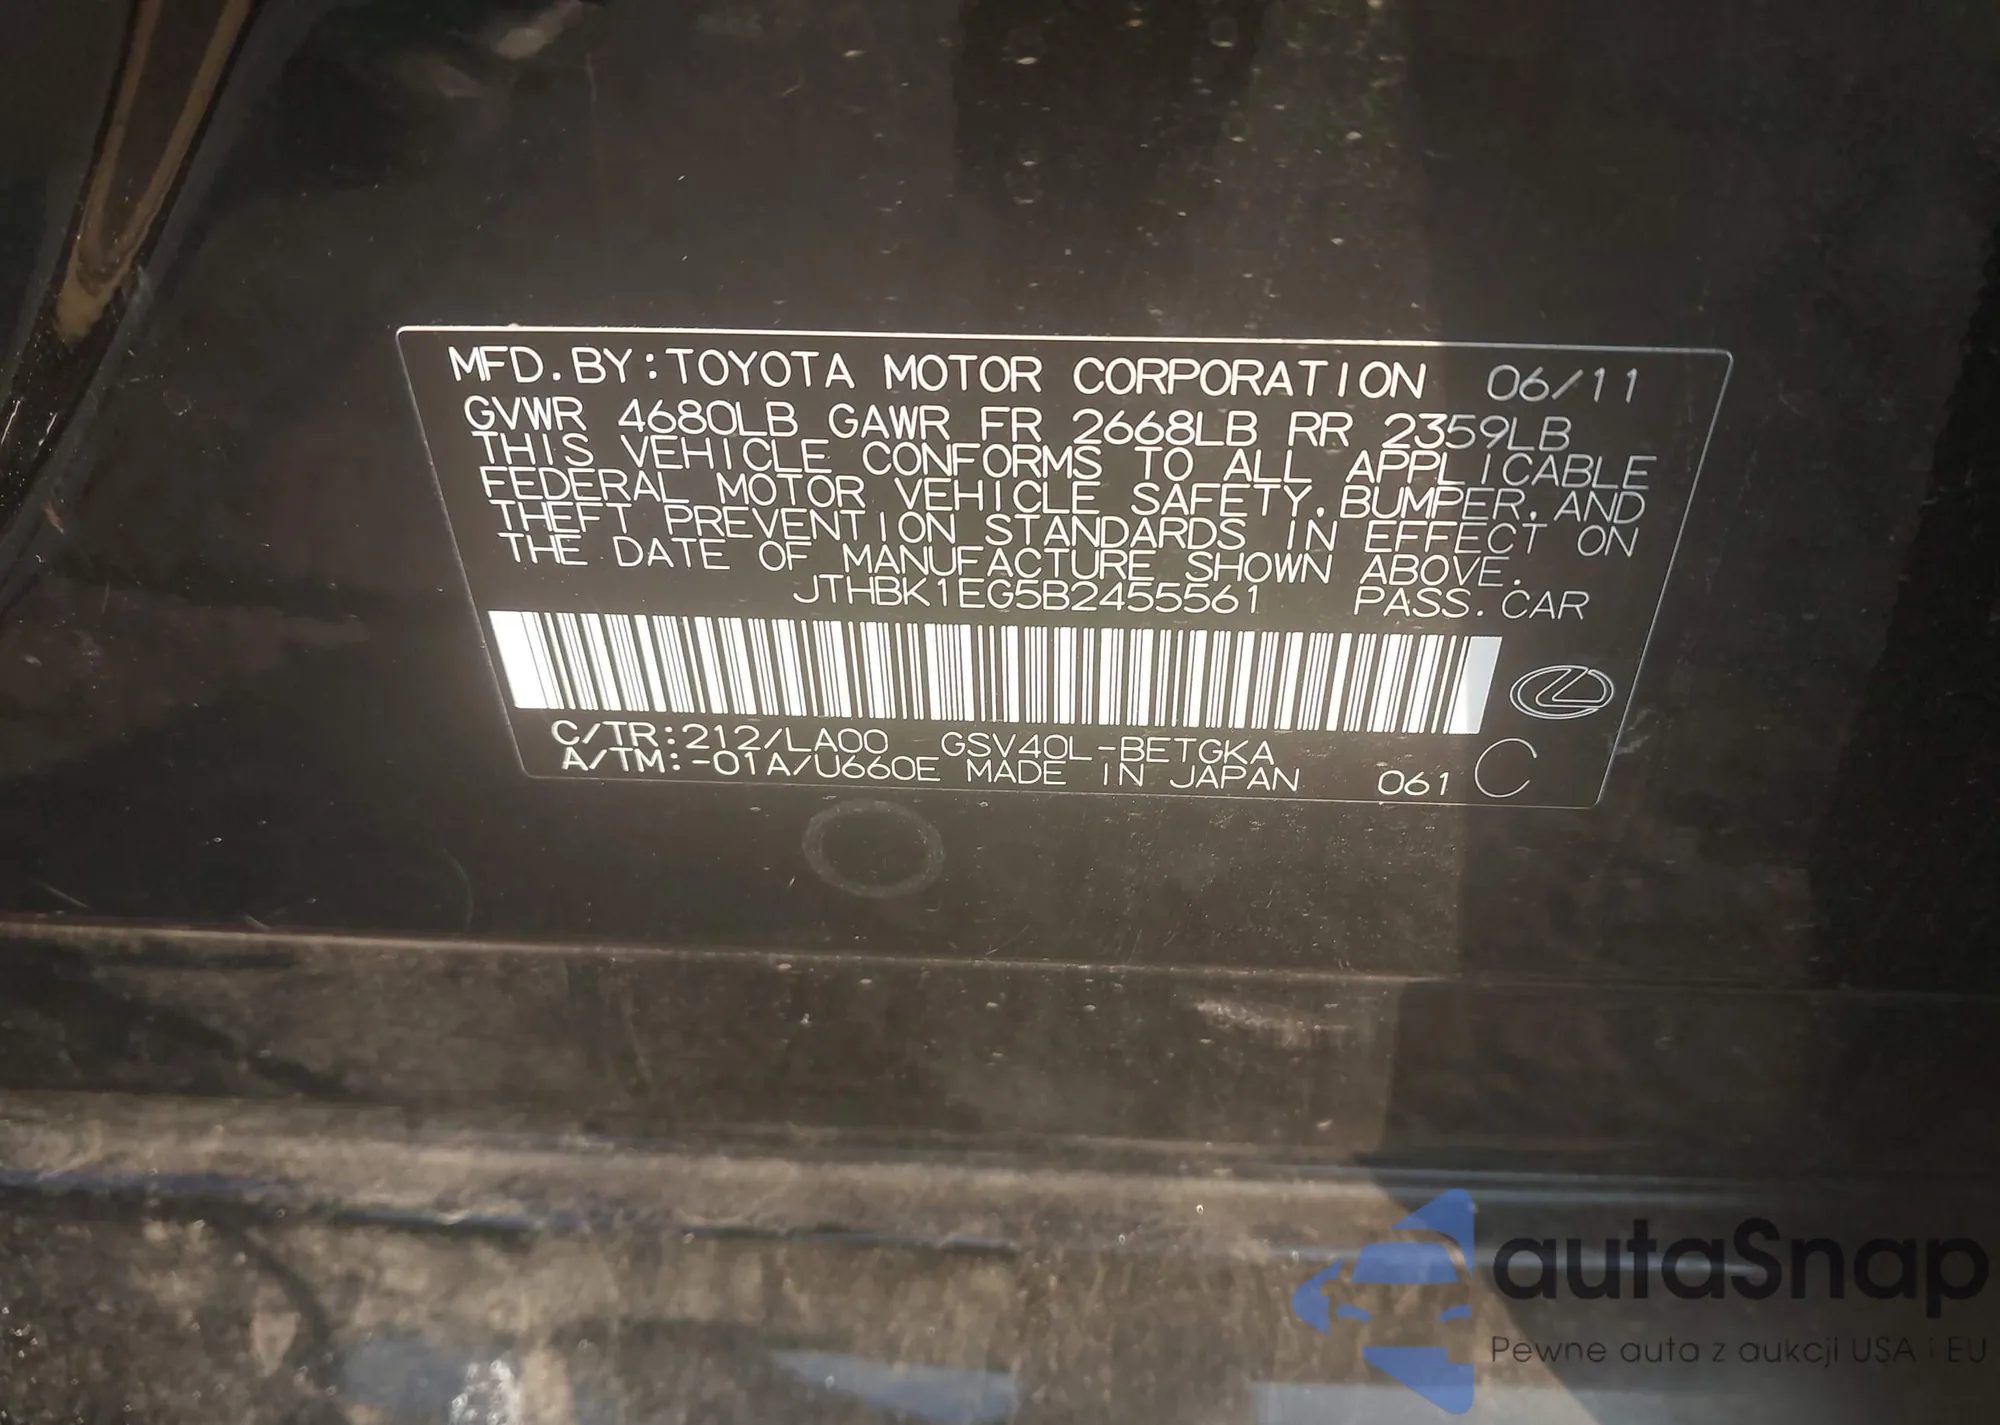 MFD.BY:TOYOTA MOTOR CORPORATION 06/11
GVWR 4680LB GAWR FR 2668LB RR 2359LB
THIS VEHICLE CONFORMS TO ALL APPLICABLE
FEDERAL MOTOR VEHICLE SAFETY, BUMPER, AND
THEFT PREVENTION STANDARDS IN EFFECT ON
THE DATE OF MANUFACTURE SHOWN ABOVE.
JTHBK1EG5B2455561 PASS.CAR
C/TR:212/LA00 GSV40L-BETGKA
A/TM:-01A/U660E MADE IN JAPAN 061 C
autaSnap
Pewne auta z aukcji USA i EU